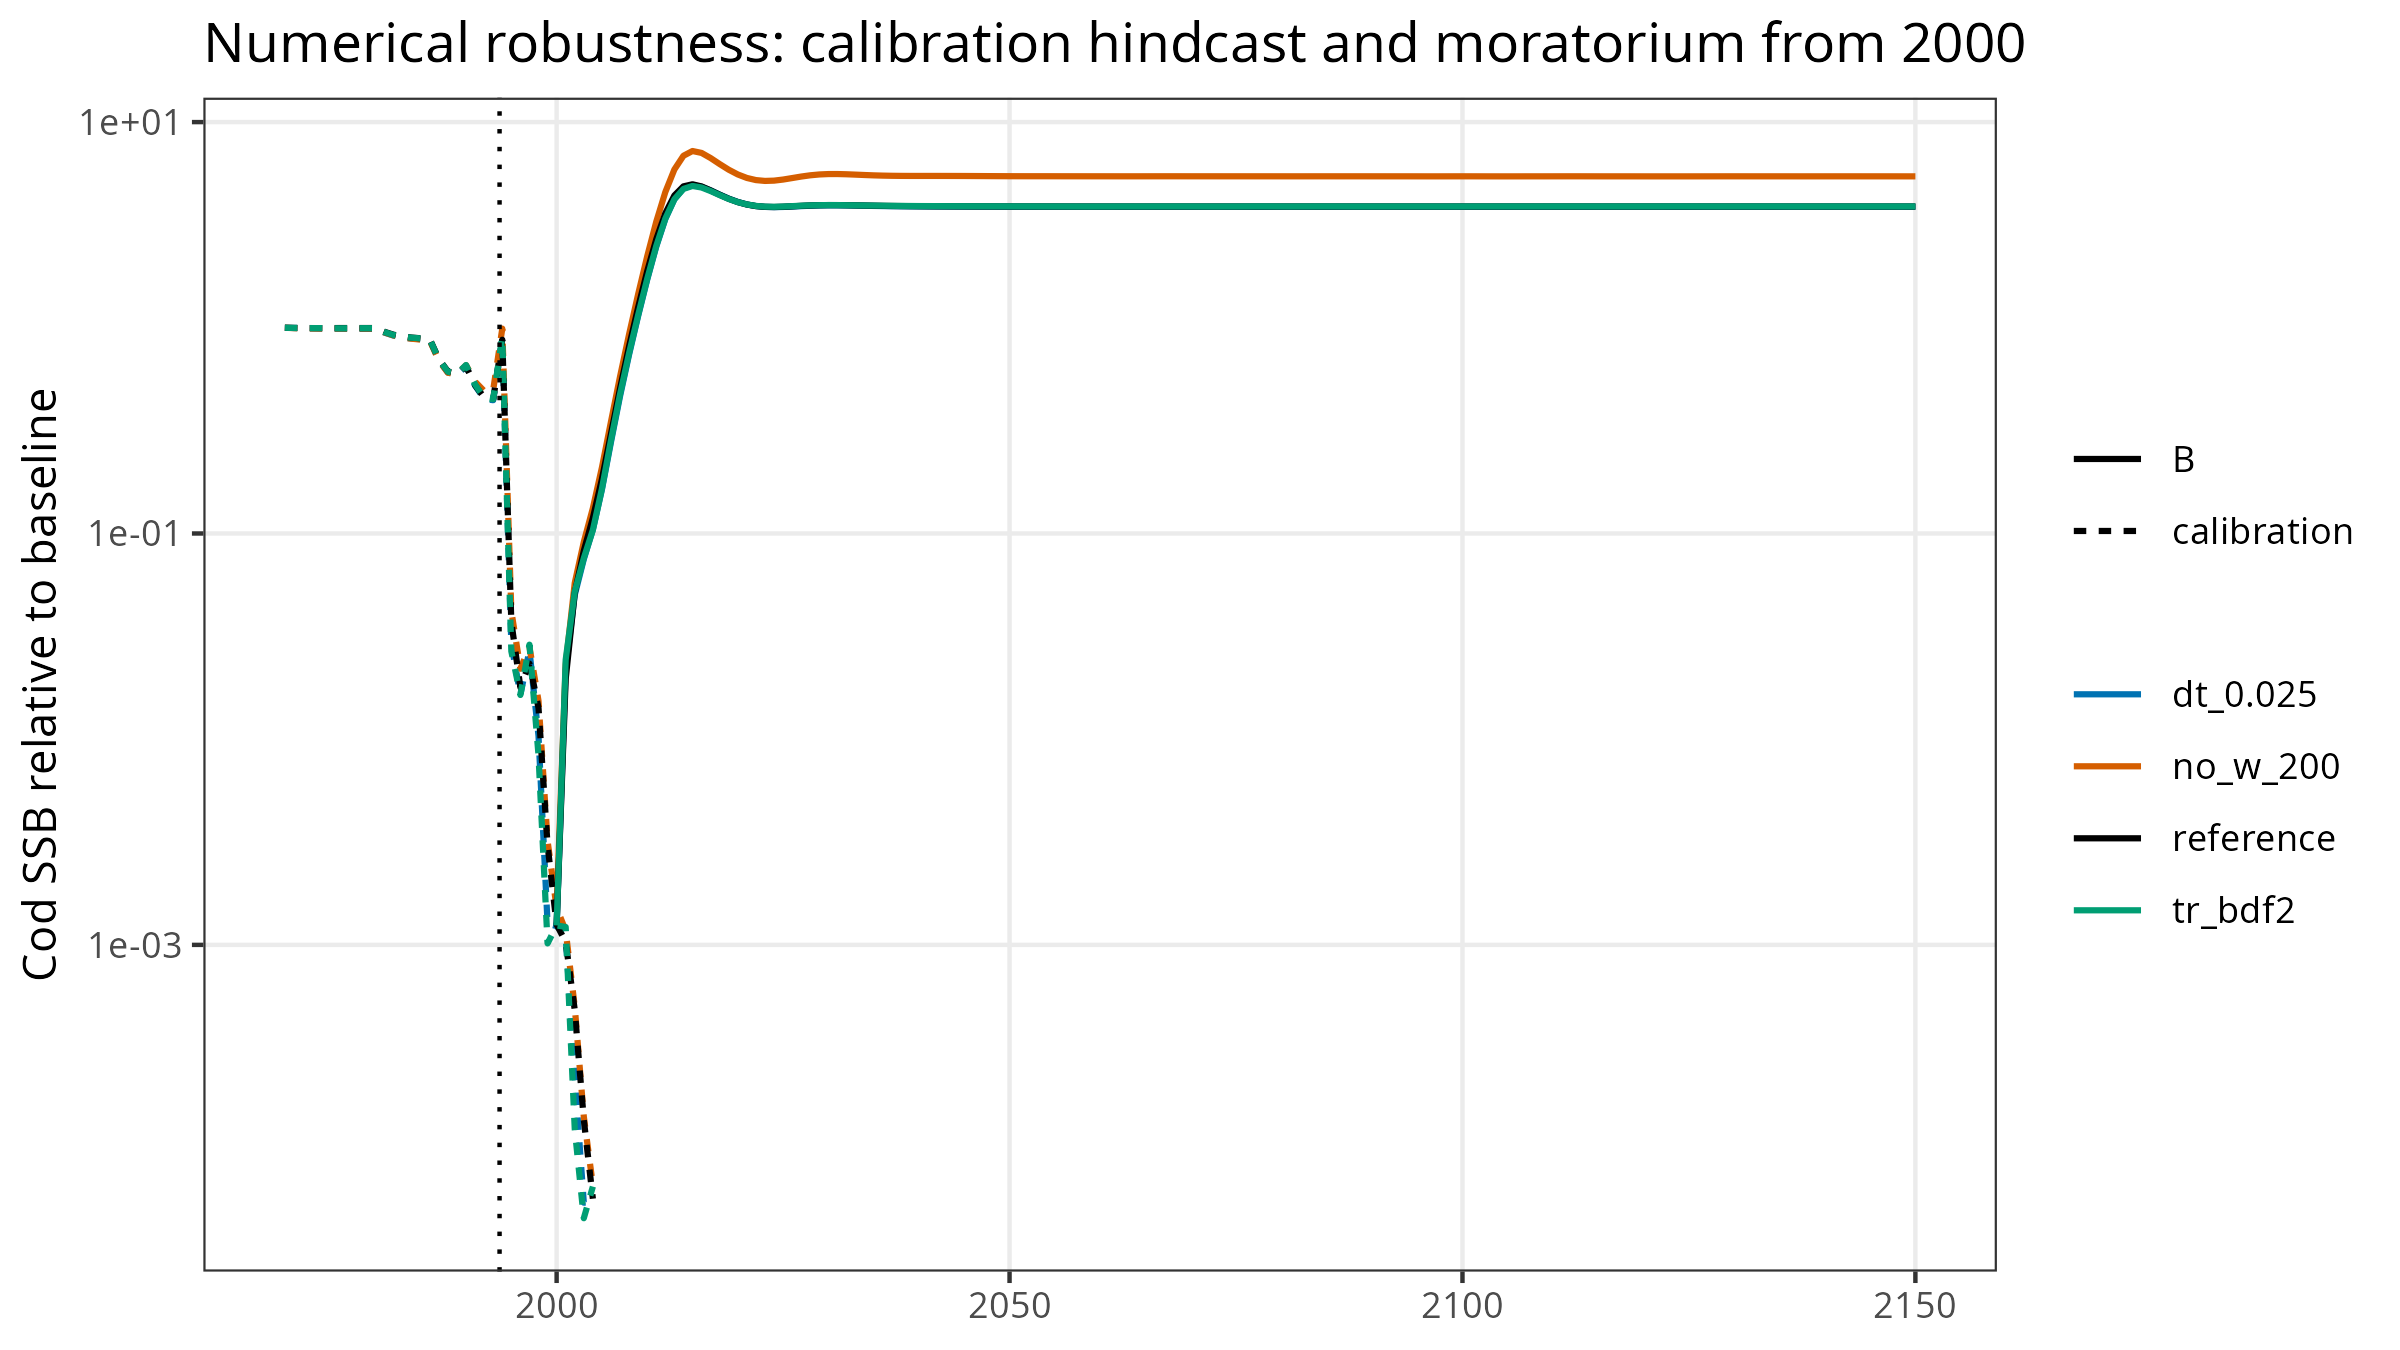 Numerical robustness: calibration hindcast and moratorium from 2000
Cod SSB relative to baseline
1e+01
1e-01
1e-03
2000
2050
2100
2150
B
calibration
dt_0.025
no_w_200
reference
tr_bdf2